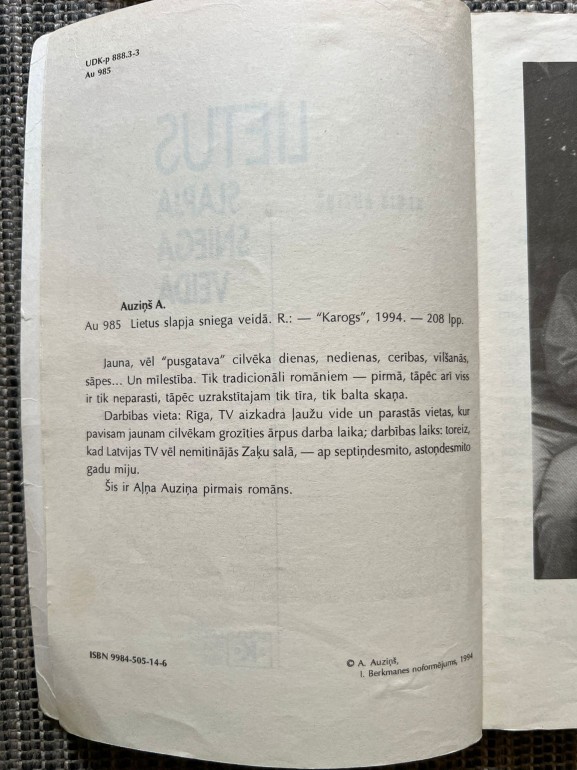 UDK-p 888.3-3
Au 985
Auziņš A.
Au 985 Lietus slapja sniega veidā. R.: — "Karogs", 1994. — 208 lpp.
Jauna, vēl "pusgatava" cilvēka dienas, nedienas, cerības, vilšanās,
sāpes... Un mīlestība. Tik tradicionāli romāniem — pirmā, tāpēc arī viss
ir tik neparasti, tāpēc uzrakstītajam tik tīra, tik balta skaņa.
Darbības vieta: Rīga, TV aizkadra ļaužu vide un parastās vietas, kur
pavisam jaunam cilvēkam grozīties ārpus darba laika; darbības laiks: toreiz,
kad Latvijas TV vēl nemitinājās Zaķu salā, — ap septiņdesmito, astoņdesmito
gadu miju.
Šis ir Aļņa Auziņa pirmais romāns.
ISBN 9984-505-14-6
© A. Auziņš,
I. Berkmanes noformējums, 1994
LIETUS
SLAPJA
SNIEGA
VEIDĀ